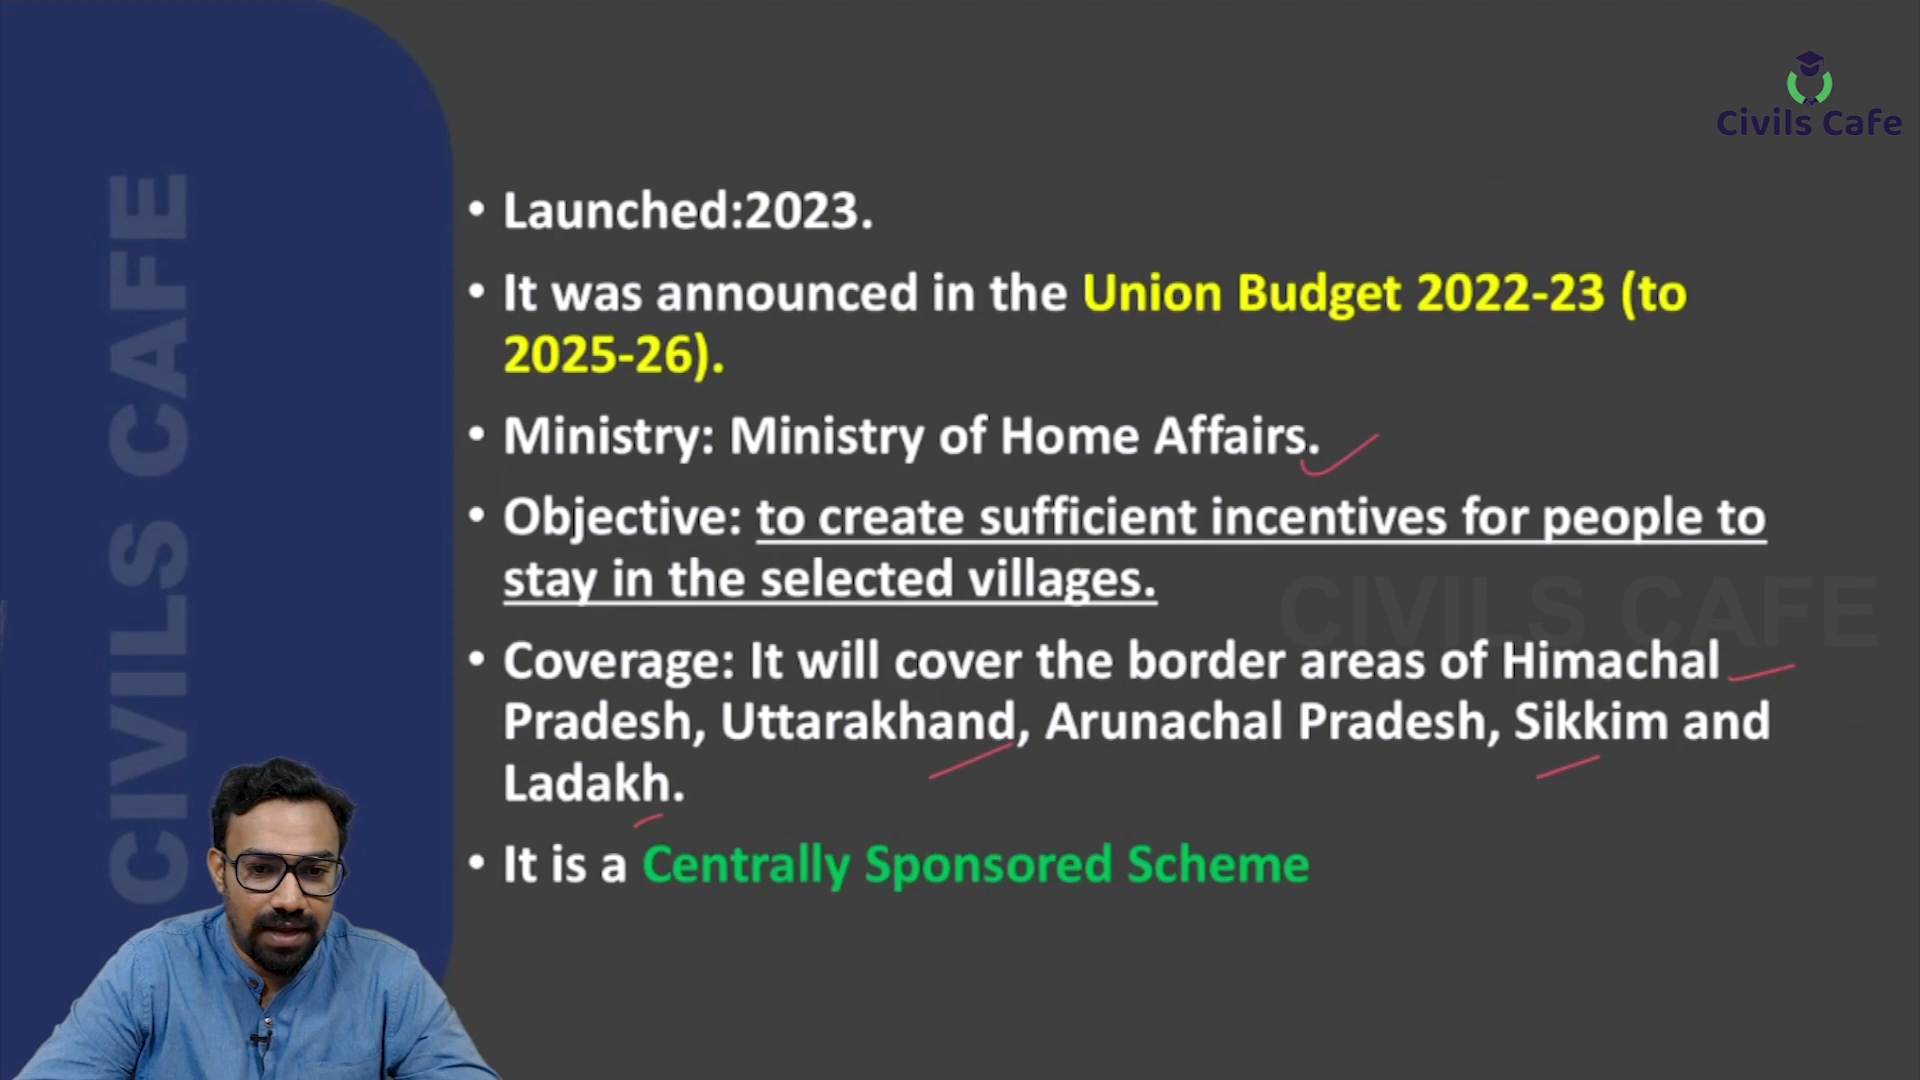 Civils Cafe
CIVILS CAFE
• Launched:2023.
• It was announced in the Union Budget 2022-23 (to
2025-26).
• Ministry: Ministry of Home Affairs.
• Objective: to create sufficient incentives for people to
stay in the selected villages.
CIVILS CAFE
• Coverage: It will cover the border areas of Himachal
Pradesh, Uttarakhand, Arunachal Pradesh, Sikkim and
Ladakh.
• It is a Centrally Sponsored Scheme